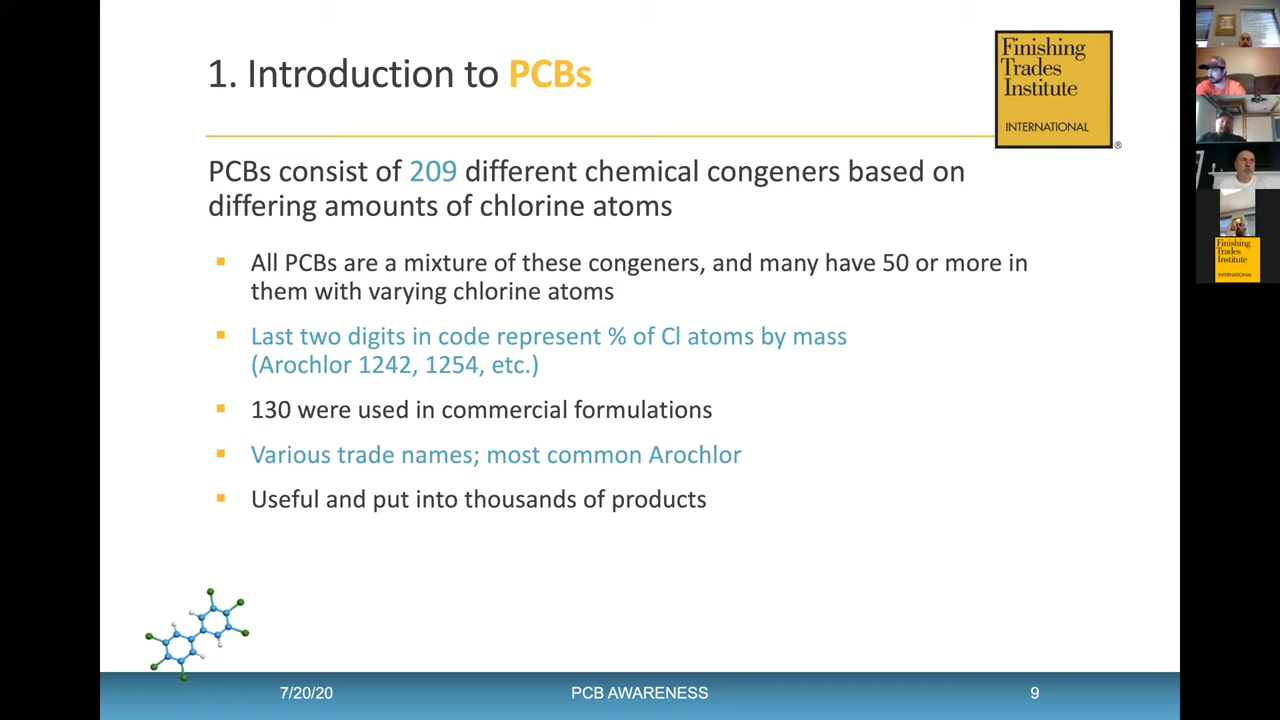 1. Introduction to PCBs
Finishing
Trades
Institute
INTERNATIONAL
®
PCBs consist of 209 different chemical congeners based on
differing amounts of chlorine atoms
All PCBs are a mixture of these congeners, and many have 50 or more in
them with varying chlorine atoms
Last two digits in code represent % of Cl atoms by mass
(Arochlor 1242, 1254, etc.)
130 were used in commercial formulations
Various trade names; most common Arochlor
Useful and put into thousands of products
7/20/20
PCB AWARENESS
9
Finishing
Trades
Institute
INTERNATIONAL